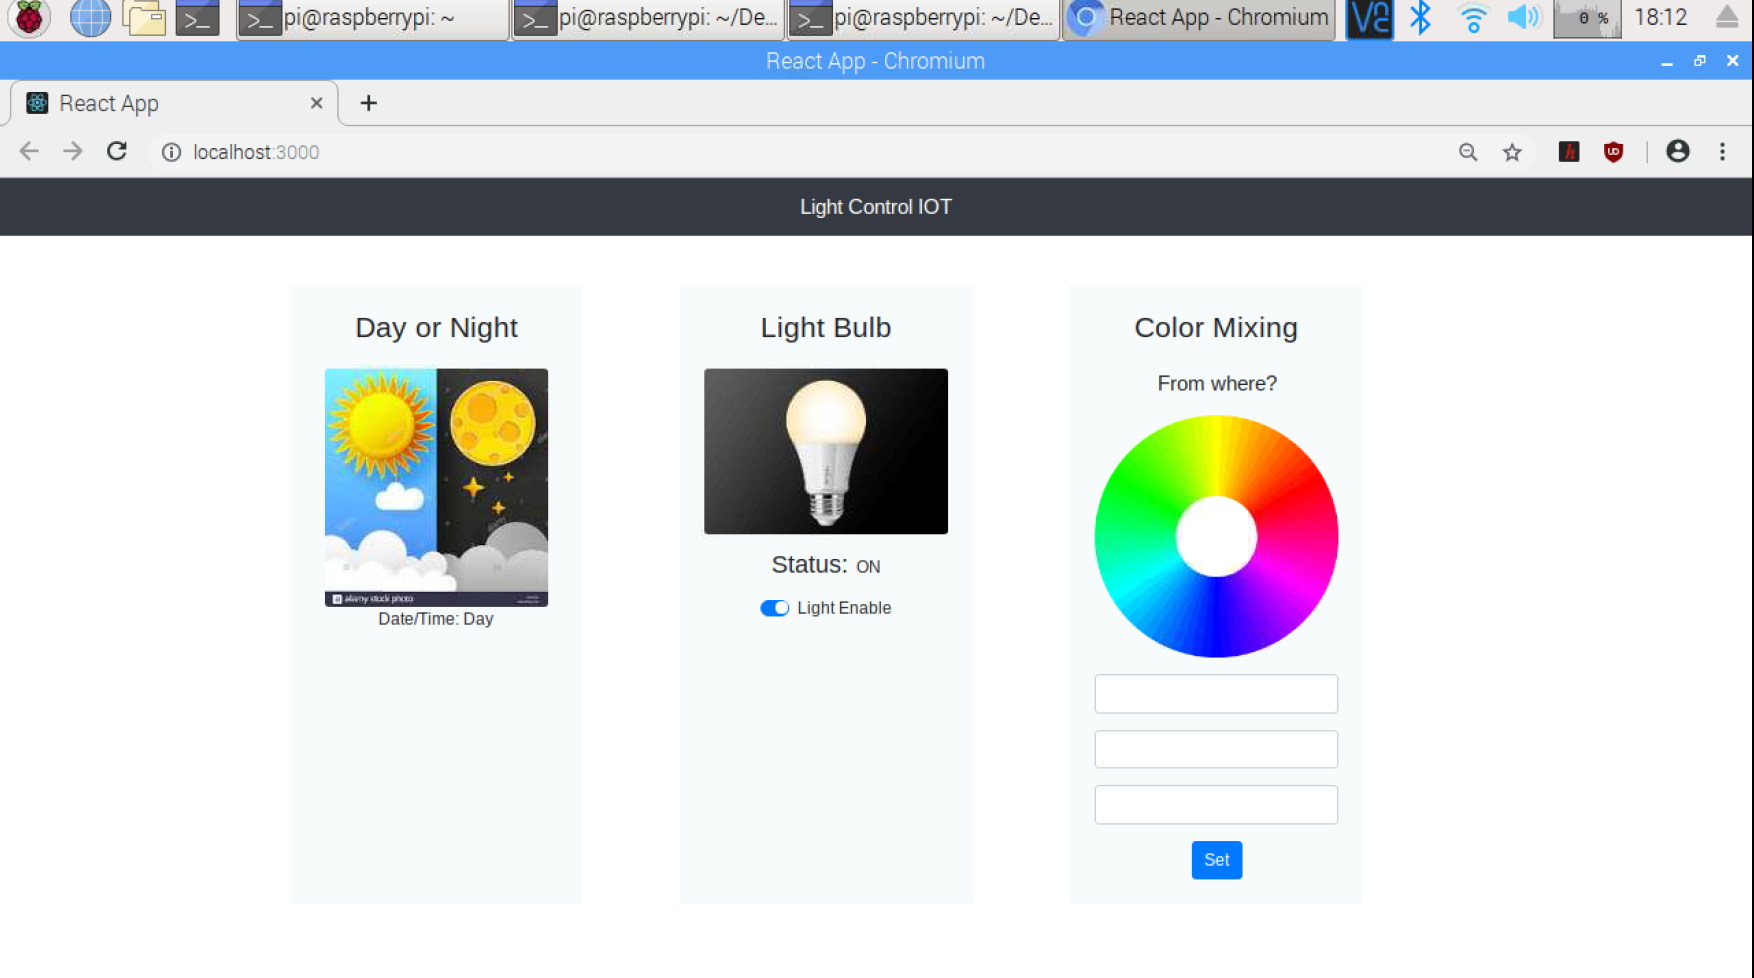 pi@raspberrypi: ~
pi@raspberrypi: ~/De...
pi@raspberrypi: ~/De...
React App - Chromium
0 %
18:12
React App - Chromium
React App
localhost:3000
Light Control IOT
Day or Night
alamy stock photo
Date/Time: Day
Light Bulb
Status: ON
Light Enable
Color Mixing
From where?
Set